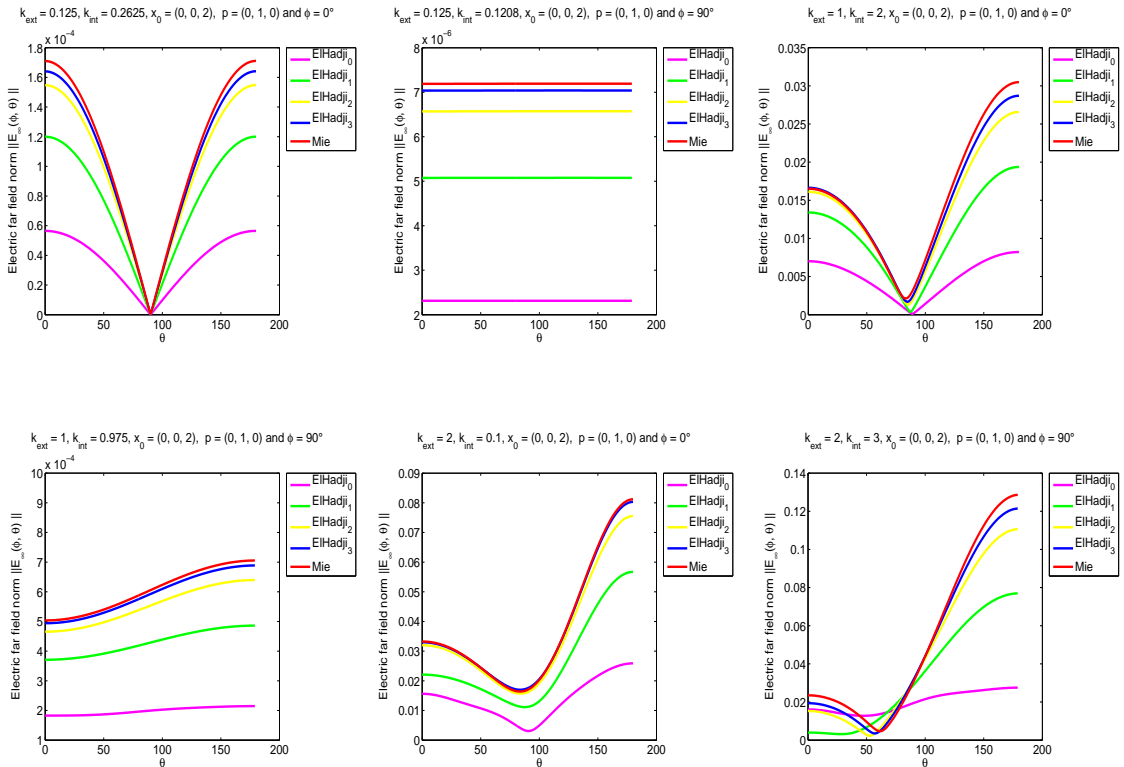 k_ext = 0.125, k_int = 0.2625, x_0 = (0, 0, 2), p = (0, 1, 0) and ϕ = 0°
x 10^−4
1.8
1.6
1.4
1.2
1
0.8
0.6
0.4
0.2
0
0 50 100 150 200
θ
Electric far field norm ||E_∞(ϕ, θ) ||
ElHadji_0
ElHadji_1
ElHadji_2
ElHadji_3
Mie
k_ext = 0.125, k_int = 0.1208, x_0 = (0, 0, 2), p = (0, 1, 0) and ϕ = 90°
x 10^−6
8
7
6
5
4
3
2
0 50 100 150 200
θ
Electric far field norm ||E_∞(ϕ, θ) ||
ElHadji_0
ElHadji_1
ElHadji_2
ElHadji_3
Mie
k_ext = 1, k_int = 2, x_0 = (0, 0, 2), p = (0, 1, 0) and ϕ = 0°
0.035
0.03
0.025
0.02
0.015
0.01
0.005
0
0 50 100 150 200
θ
Electric far field norm ||E_∞(ϕ, θ) ||
ElHadji_0
ElHadji_1
ElHadji_2
ElHadji_3
Mie
k_ext = 1, k_int = 0.975, x_0 = (0, 0, 2), p = (0, 1, 0) and ϕ = 90°
x 10^−4
10
9
8
7
6
5
4
3
2
1
0 50 100 150 200
θ
Electric far field norm ||E_∞(ϕ, θ) ||
ElHadji_0
ElHadji_1
ElHadji_2
ElHadji_3
Mie
k_ext = 2, k_int = 0.1, x_0 = (0, 0, 2), p = (0, 1, 0) and ϕ = 0°
0.09
0.08
0.07
0.06
0.05
0.04
0.03
0.02
0.01
0
0 50 100 150 200
θ
Electric far field norm ||E_∞(ϕ, θ) ||
ElHadji_0
ElHadji_1
ElHadji_2
ElHadji_3
Mie
k_ext = 2, k_int = 3, x_0 = (0, 0, 2), p = (0, 1, 0) and ϕ = 90°
0.14
0.12
0.1
0.08
0.06
0.04
0.02
0
0 50 100 150 200
θ
Electric far field norm ||E_∞(ϕ, θ) ||
ElHadji_0
ElHadji_1
ElHadji_2
ElHadji_3
Mie